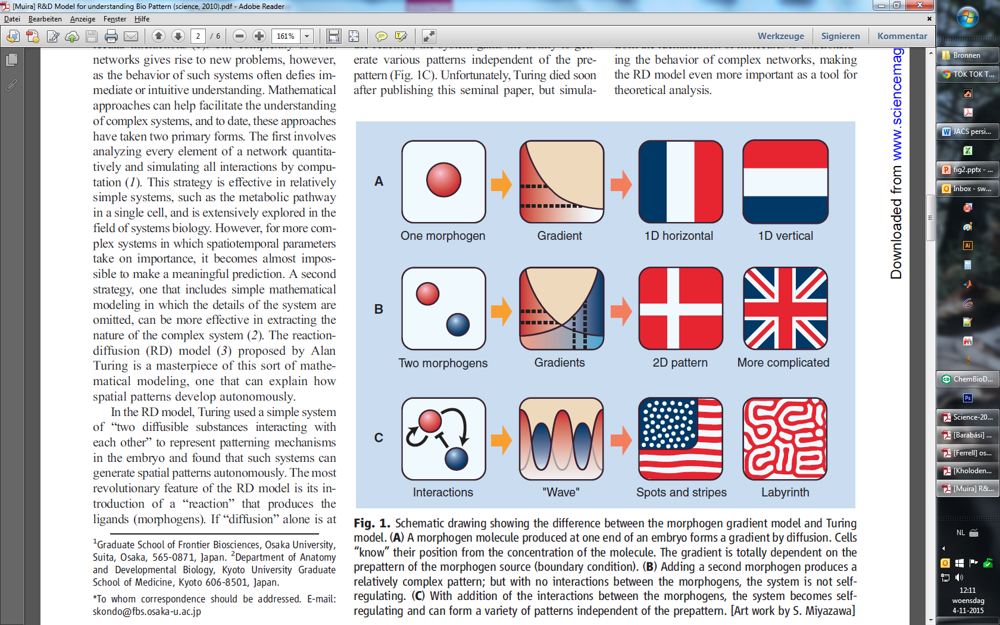 [Muira] R&D Model for understanding Bio Pattern (science, 2010).pdf - Adobe Reader
Datei Bearbeiten Anzeige Fenster Hilfe
2 / 6 161% Werkzeuge Signieren Kommentar
networks gives rise to new problems, however,
as the behavior of such systems often defies im-
mediate or intuitive understanding. Mathematical
approaches can help facilitate the understanding
of complex systems, and to date, these approaches
have taken two primary forms. The first involves
analyzing every element of a network quantita-
tively and simulating all interactions by compu-
tation (1). This strategy is effective in relatively
simple systems, such as the metabolic pathway
in a single cell, and is extensively explored in the
field of systems biology. However, for more com-
plex systems in which spatiotemporal parameters
take on importance, it becomes almost impos-
sible to make a meaningful prediction. A second
strategy, one that includes simple mathematical
modeling in which the details of the system are
omitted, can be more effective in extracting the
nature of the complex system (2). The reaction-
diffusion (RD) model (3) proposed by Alan
Turing is a masterpiece of this sort of mathe-
matical modeling, one that can explain how
spatial patterns develop autonomously.
In the RD model, Turing used a simple system
of “two diffusible substances interacting with
each other” to represent patterning mechanisms
in the embryo and found that such systems can
generate spatial patterns autonomously. The most
revolutionary feature of the RD model is its in-
troduction of a “reaction” that produces the
ligands (morphogens). If “diffusion” alone is at
1Graduate School of Frontier Biosciences, Osaka University,
Suita, Osaka, 565-0871, Japan. 2Department of Anatomy
and Developmental Biology, Kyoto University Graduate
School of Medicine, Kyoto 606-8501, Japan.
*To whom correspondence should be addressed. E-mail:
skondo@fbs.osaka-u.ac.jp
erate various patterns independent of the pre-
pattern (Fig. 1C). Unfortunately, Turing died soon
after publishing this seminal paper, but simula-
ing the behavior of complex networks, making
the RD model even more important as a tool for
theoretical analysis.
A
One morphogen Gradient 1D horizontal 1D vertical
B
Two morphogens Gradients 2D pattern More complicated
C
Interactions "Wave" Spots and stripes Labyrinth
Fig. 1. Schematic drawing showing the difference between the morphogen gradient model and Turing
model. (A) A morphogen molecule produced at one end of an embryo forms a gradient by diffusion. Cells
“know” their position from the concentration of the molecule. The gradient is totally dependent on the
prepattern of the morphogen source (boundary condition). (B) Adding a second morphogen produces a
relatively complex pattern; but with no interactions between the morphogens, the system is not self-
regulating. (C) With addition of the interactions between the morphogens, the system becomes self-
regulating and can form a variety of patterns independent of the prepattern. [Art work by S. Miyazawa]
Downloaded from www.sciencemag
Bronnen
TOK TOK T...
JACS persi...
fig2.pptx - ...
Inbox - sw...
Ai
ChemBioD...
Ps
Science-20...
[Barabási] ...
[Ferrell] os...
[Kholoden...
[Muira] R&...
NL
12:11
woensdag
4-11-2015